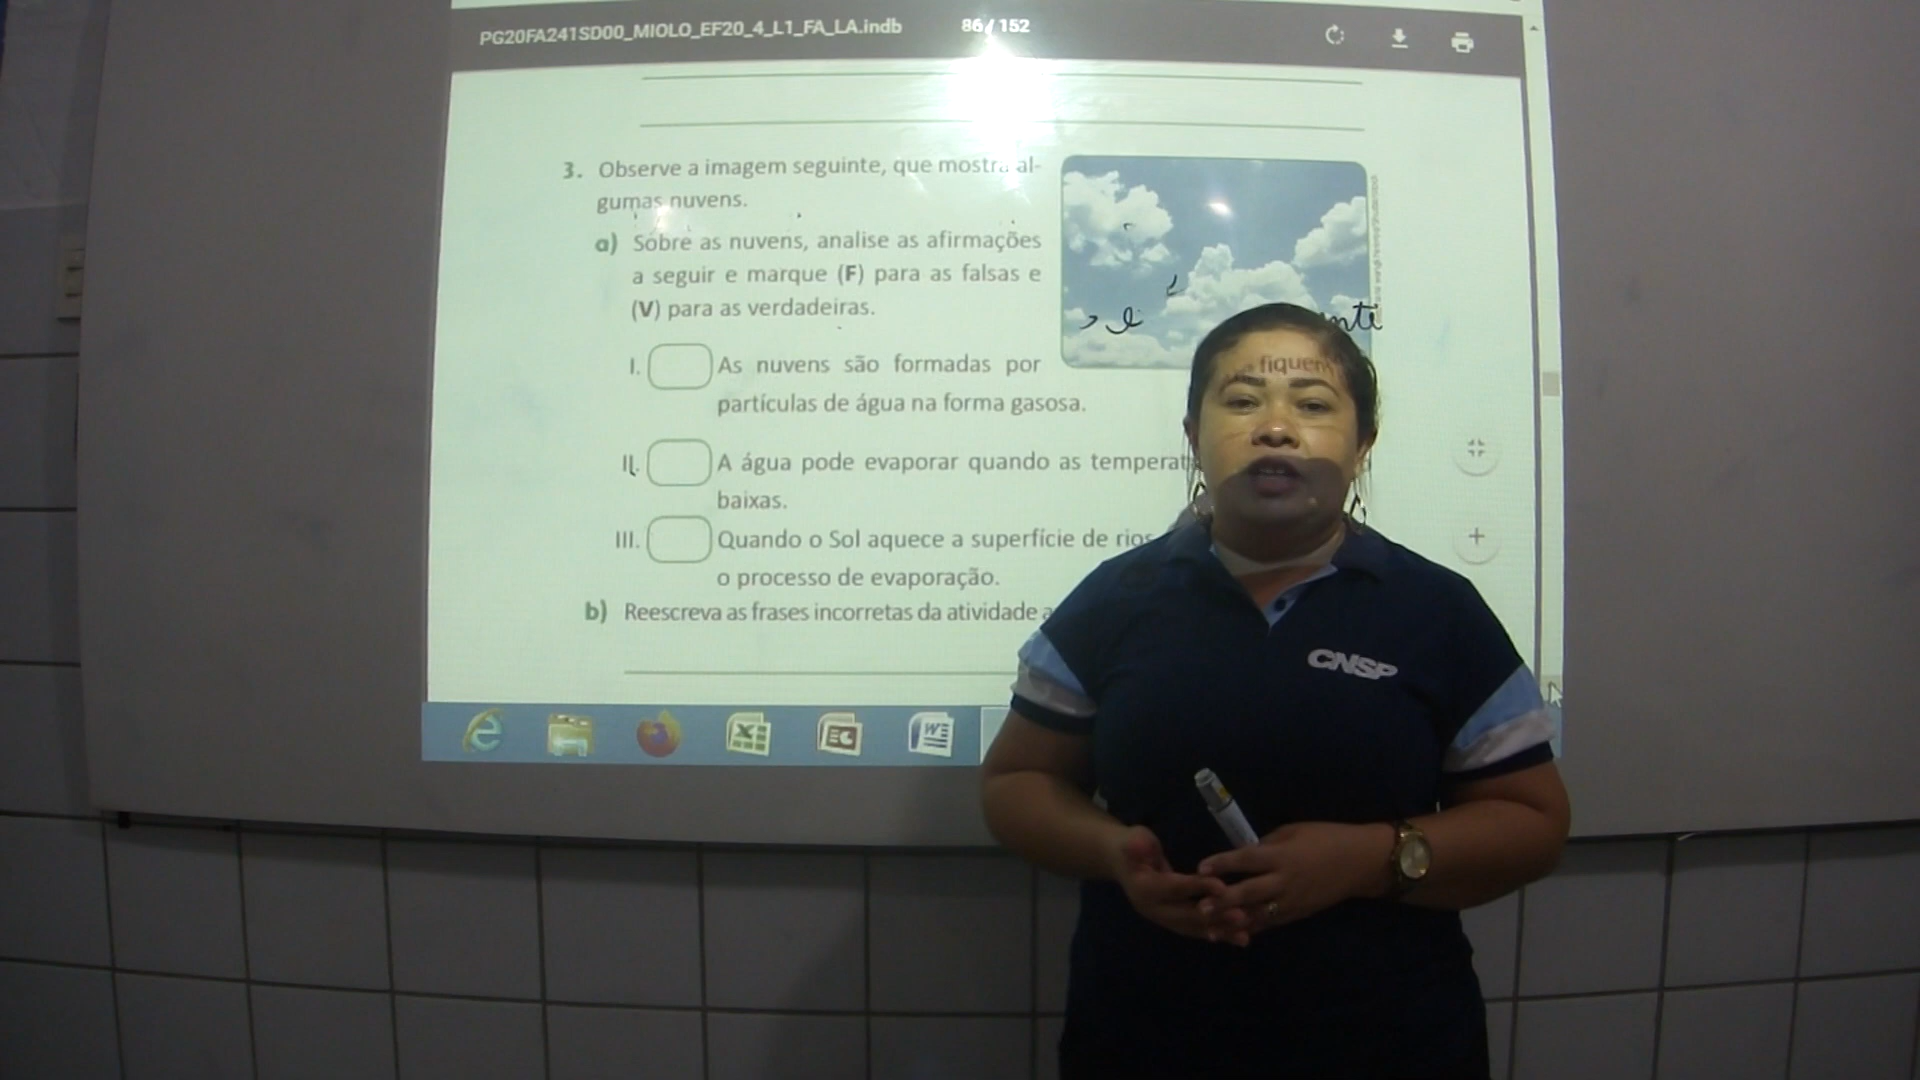 PG20FA241SD00_MIOLO_EF20_4_L1_FA_LA.indb
86 / 152
3. Observe a imagem seguinte, que mostra al-
gumas nuvens.
a) Sobre as nuvens, analise as afirmações
a seguir e marque (F) para as falsas e
(V) para as verdadeiras.
I. As nuvens são formadas por
fiquem
partículas de água na forma gasosa.
II. A água pode evaporar quando as
baixas.
III. Quando o Sol aquece a superfície de rios
o processo de evaporação.
b) Reescreva as frases incorretas da atividade
CNSP